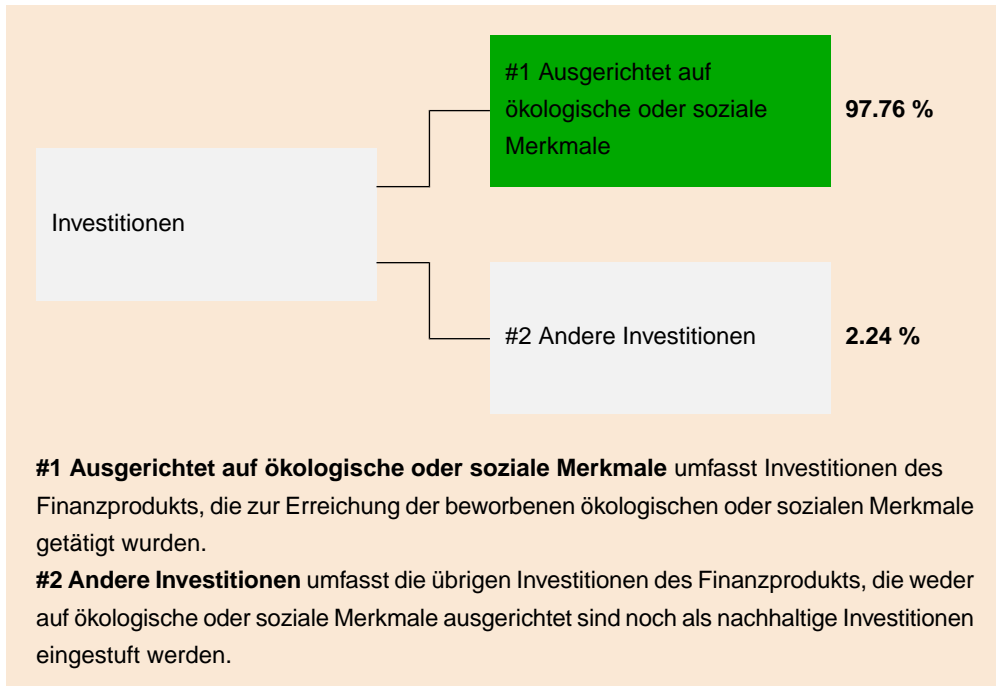 #1 Ausgerichtet auf
ökologische oder soziale
Merkmale
97.76 %
Investitionen
#2 Andere Investitionen
2.24 %
#1 Ausgerichtet auf ökologische oder soziale Merkmale umfasst Investitionen des
Finanzprodukts, die zur Erreichung der beworbenen ökologischen oder sozialen Merkmale
getätigt wurden.
#2 Andere Investitionen umfasst die übrigen Investitionen des Finanzprodukts, die weder
auf ökologische oder soziale Merkmale ausgerichtet sind noch als nachhaltige Investitionen
eingestuft werden.